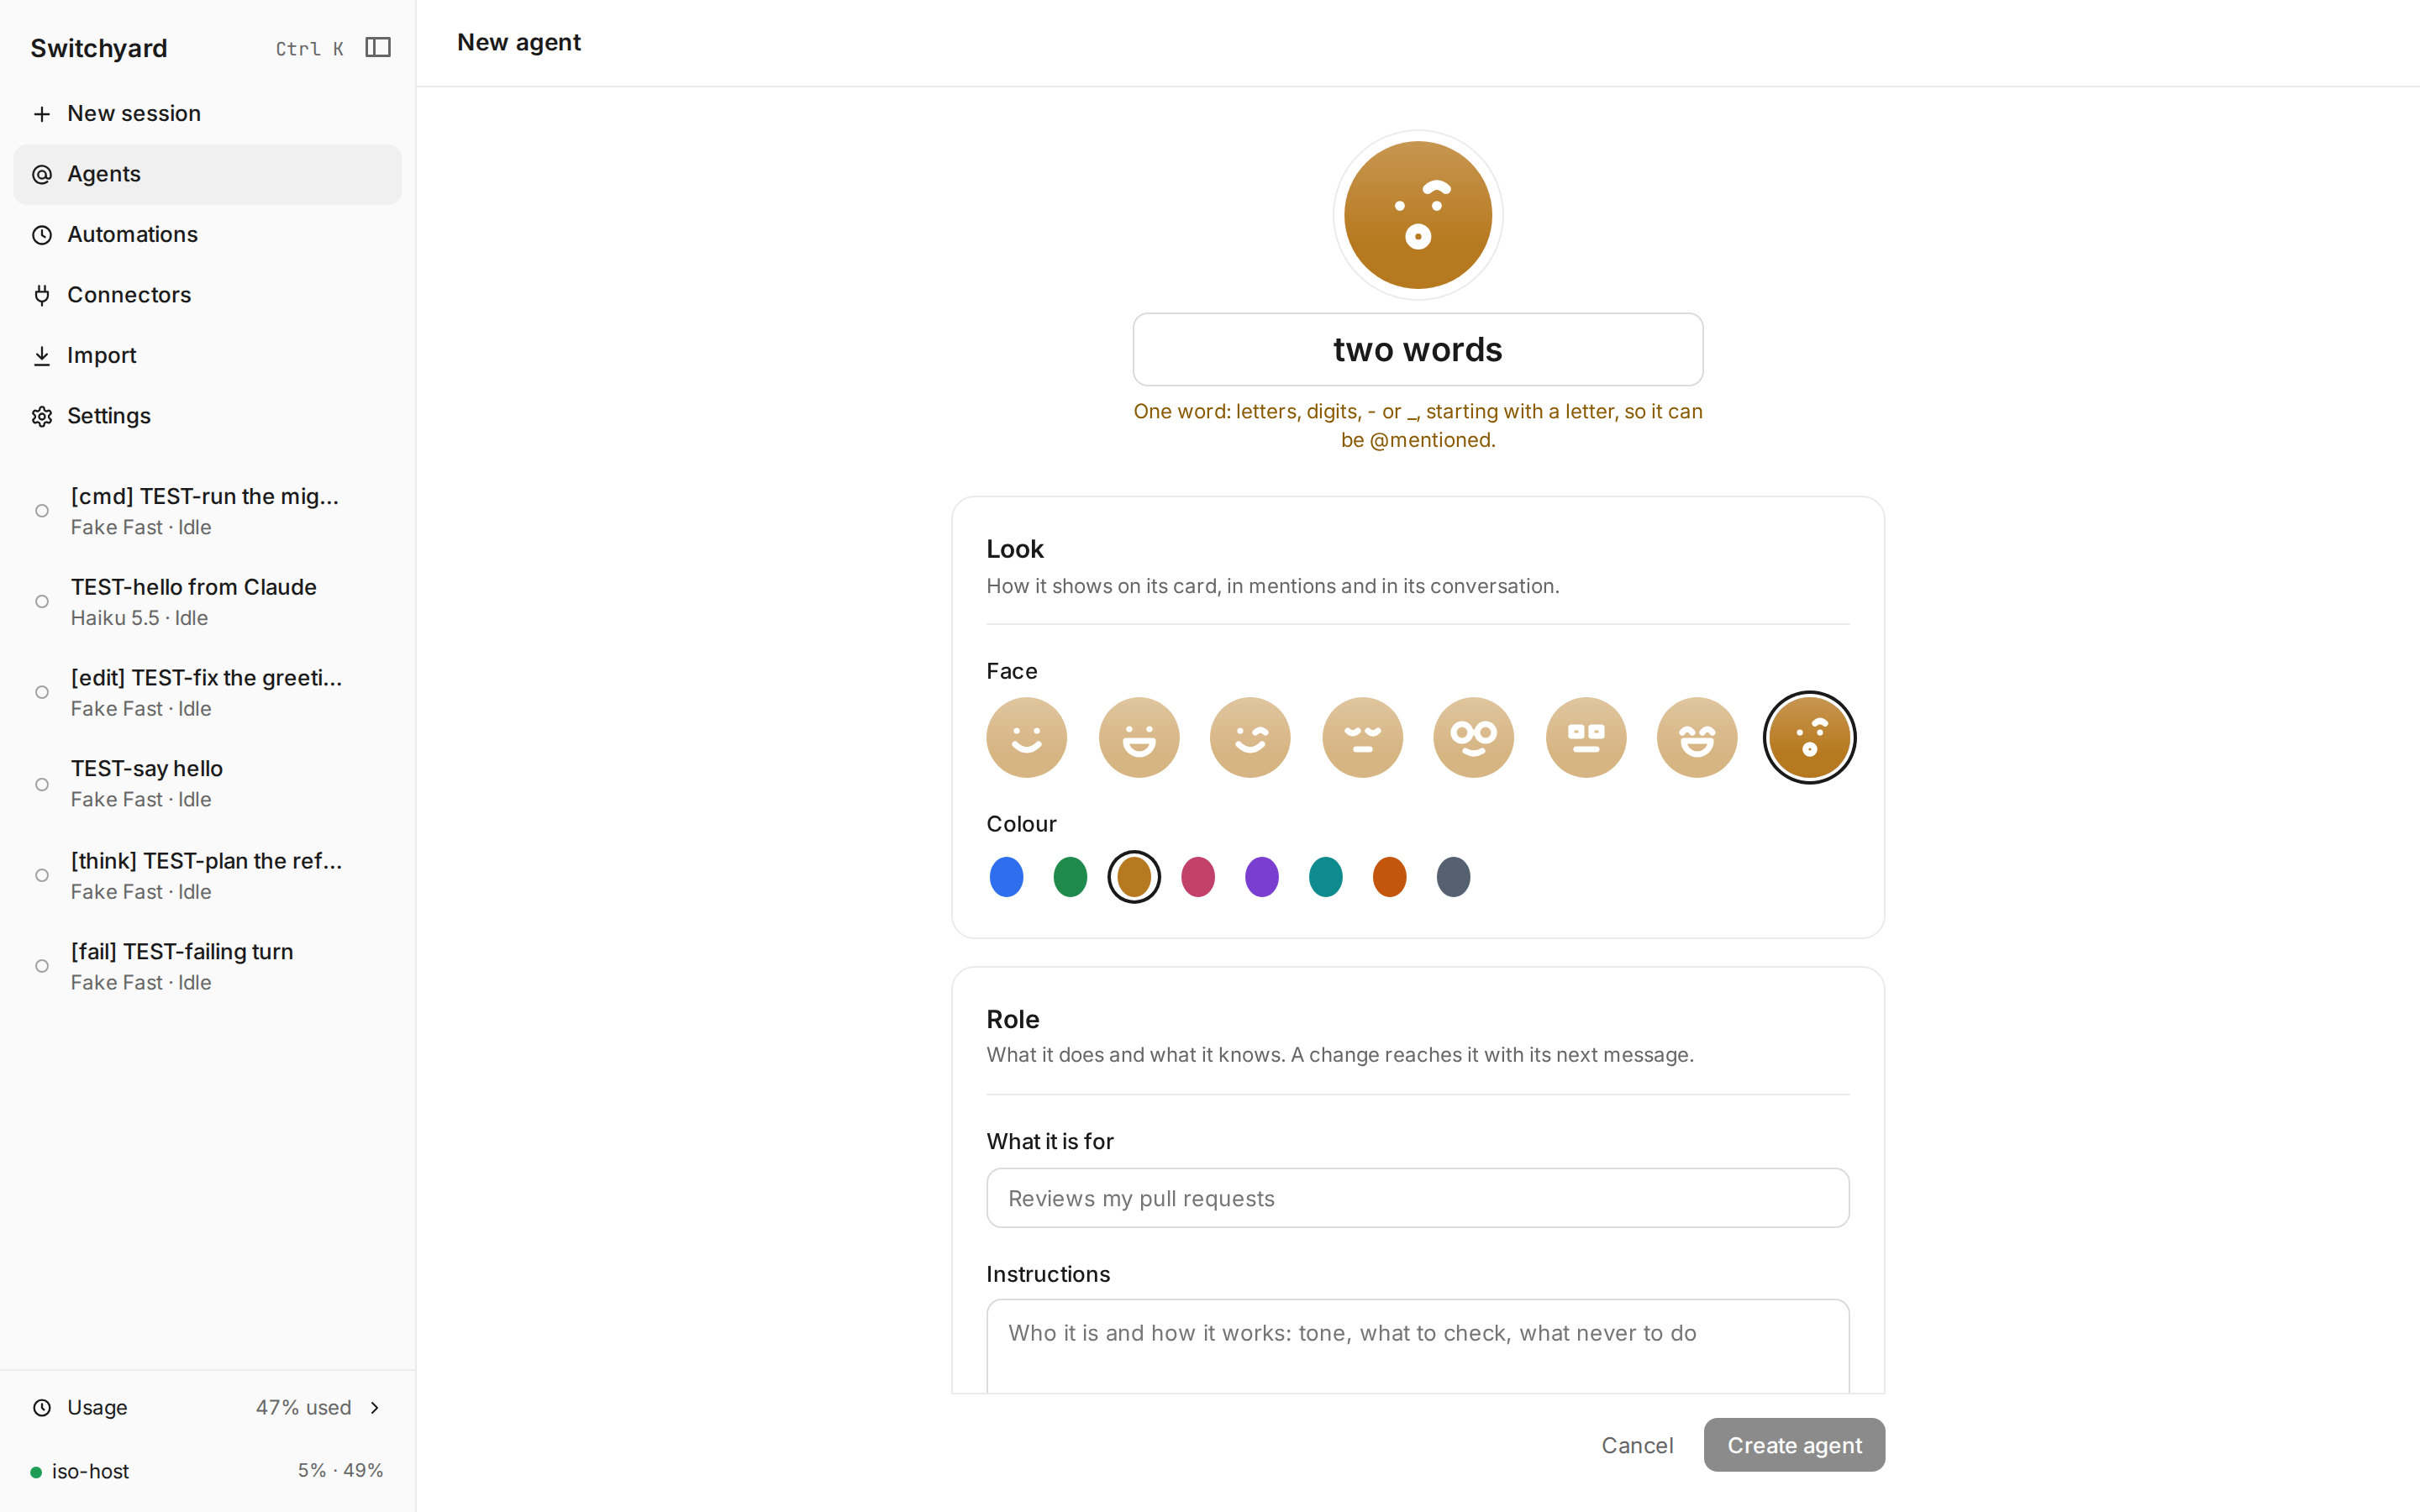 Switchyard
Ctrl K
New session
Agents
Automations
Connectors
Import
Settings
[cmd] TEST-run the mig...
Fake Fast · Idle
TEST-hello from Claude
Haiku 5.5 · Idle
[edit] TEST-fix the greeti...
Fake Fast · Idle
TEST-say hello
Fake Fast · Idle
[think] TEST-plan the ref...
Fake Fast · Idle
[fail] TEST-failing turn
Fake Fast · Idle
Usage
47% used
iso-host
5% · 49%
New agent
two words
One word: letters, digits, - or _, starting with a letter, so it can
be @mentioned.
Look
How it shows on its card, in mentions and in its conversation.
Face
Colour
Role
What it does and what it knows. A change reaches it with its next message.
What it is for
Reviews my pull requests
Instructions
Who it is and how it works: tone, what to check, what never to do
Cancel
Create agent